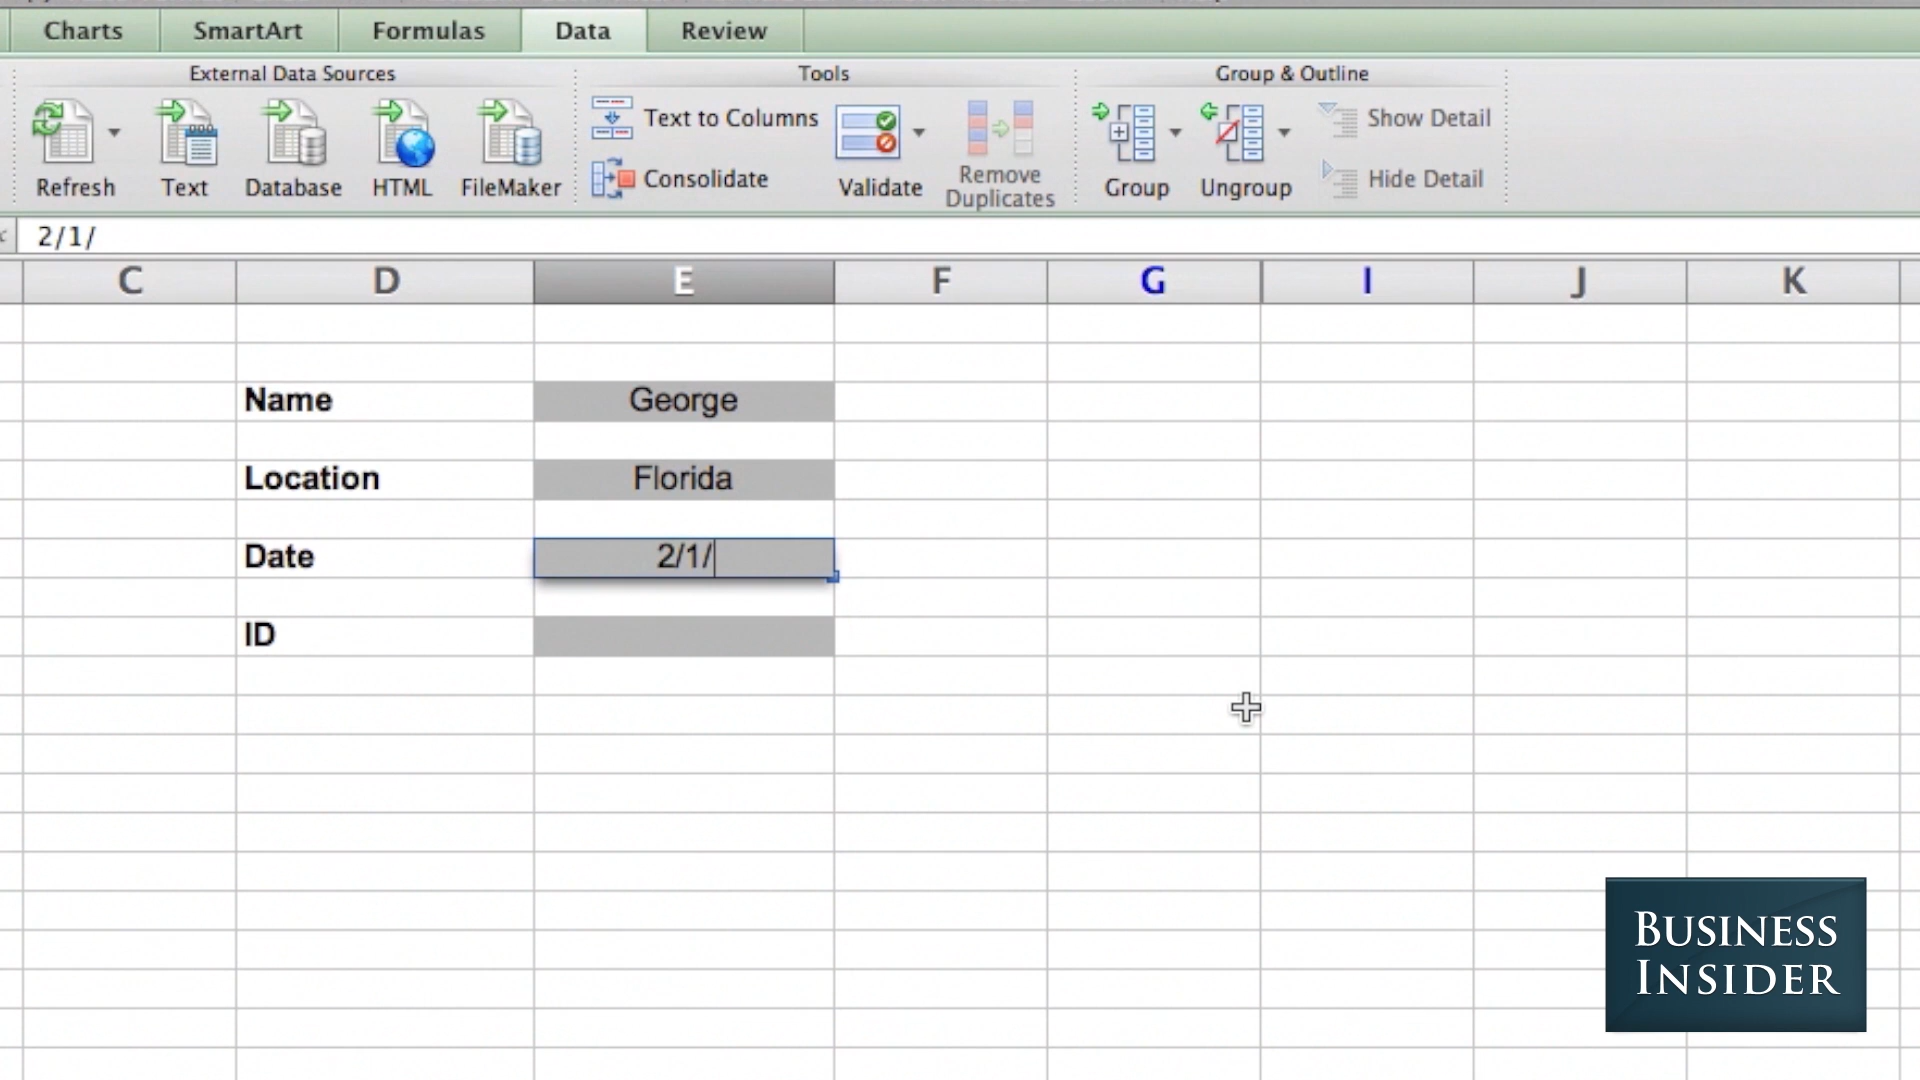 Charts SmartArt Formulas Data Review
External Data Sources Tools Group & Outline
Refresh Text Database HTML FileMaker Text to Columns Consolidate Validate Remove Duplicates Group Ungroup Show Detail Hide Detail
2/1/
C D E F G I J K
Name George
Location Florida
Date 2/1/
ID
BUSINESS
INSIDER